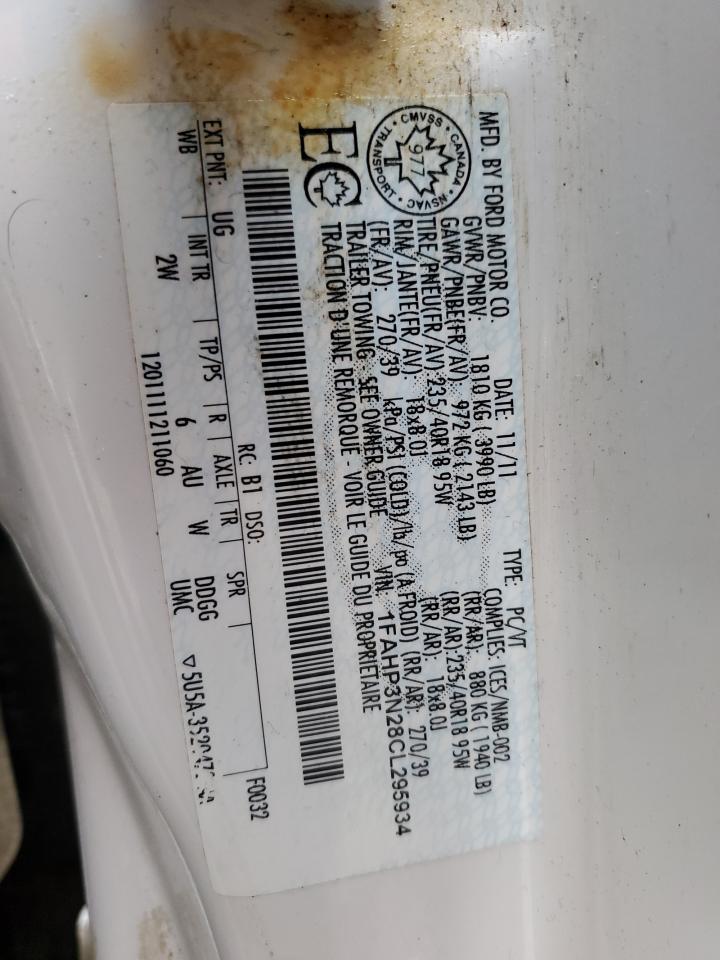 MFD. BY FORD MOTOR CO. DATE: 11/11 TYPE: PC/VT
GVWR/PNBV: 1810 KG ( 3990 LB) COMPLIES: ICES/NMB-002
GAWR/PNBE(FR/AV): 972 KG ( 2143 LB) (RR/AR): 880 KG ( 1940 LB)
TIRE/PNEU(FR/AV) 235/40R18 95W (RR/AR):235/40R18 95W
RIM/JANTE(FR/AV) 18x8.0J (RR/AR): 18x8.0J
(FR/AV): 270/39 kPa/PSI (COLD)/lb/po (A FROID) (RR/AR): 270/39
TRAILER TOWING - SEE OWNER GUIDE VIN: 1FAHP3N28CL295934
TRACTION D'UNE REMORQUE - VOIR LE GUIDE DU PROPRIETAIRE
CMVSS • CANADA • NSVAC • TRANSPORT
977
EC
F0032
RC: B1 DSO:
EXT PNT: UG INT TR TP/PS R AXLE TR SPR
WB 2W 6 AU W DDGG
UMC
1201111211060